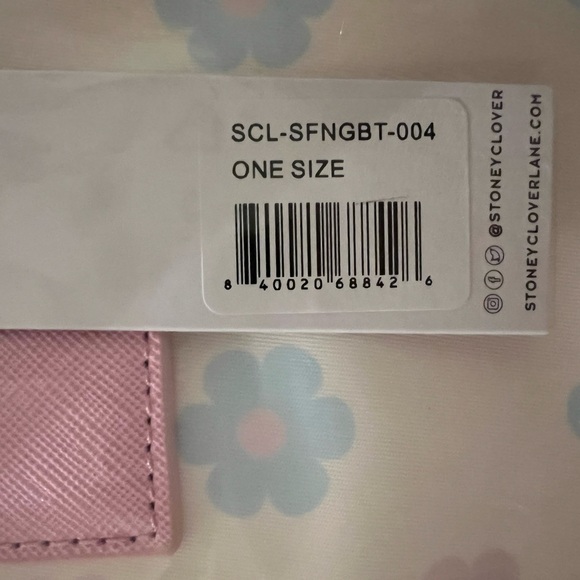 SCL-SFNGBT-004
ONE SIZE
8 40020 68842 6
@STONEYCLOVER
STONEYCLOVERLANE.COM